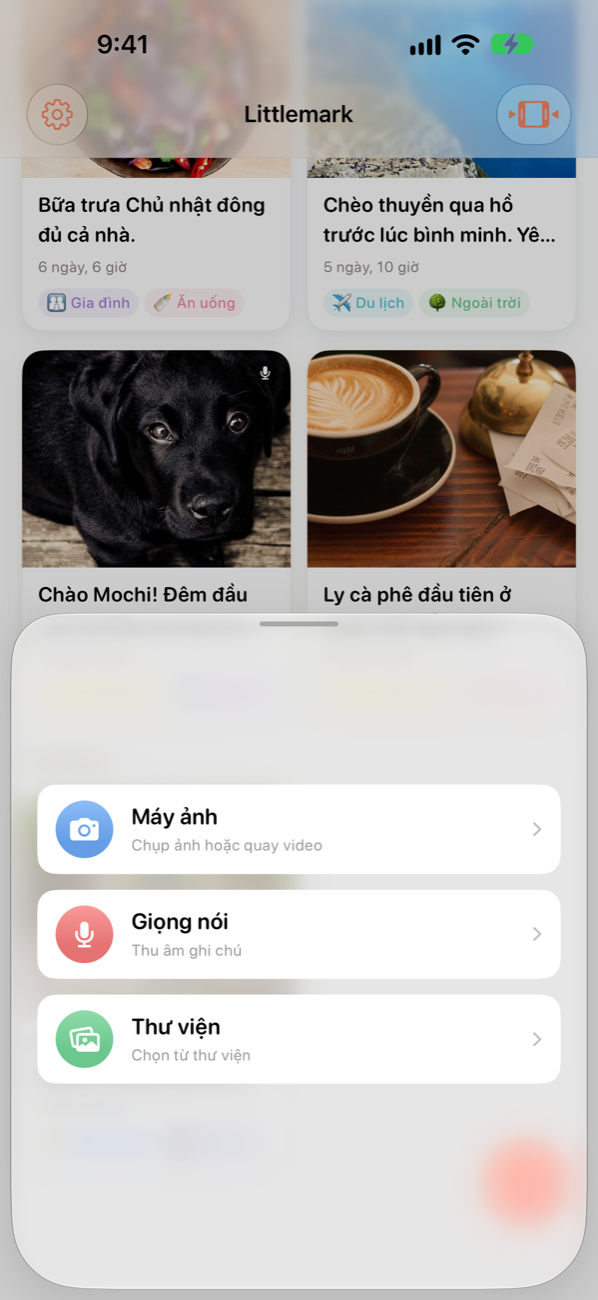 9:41
Littlemark
Bữa trưa Chủ nhật đông
đủ cả nhà.
6 ngày, 6 giờ
Gia đình
Ăn uống
Chèo thuyền qua hồ
trước lúc bình minh. Yê...
5 ngày, 10 giờ
Du lịch
Ngoài trời
Chào Mochi! Đêm đầu
Ly cà phê đầu tiên ở
Máy ảnh
Chụp ảnh hoặc quay video
Giọng nói
Thu âm ghi chú
Thư viện
Chọn từ thư viện